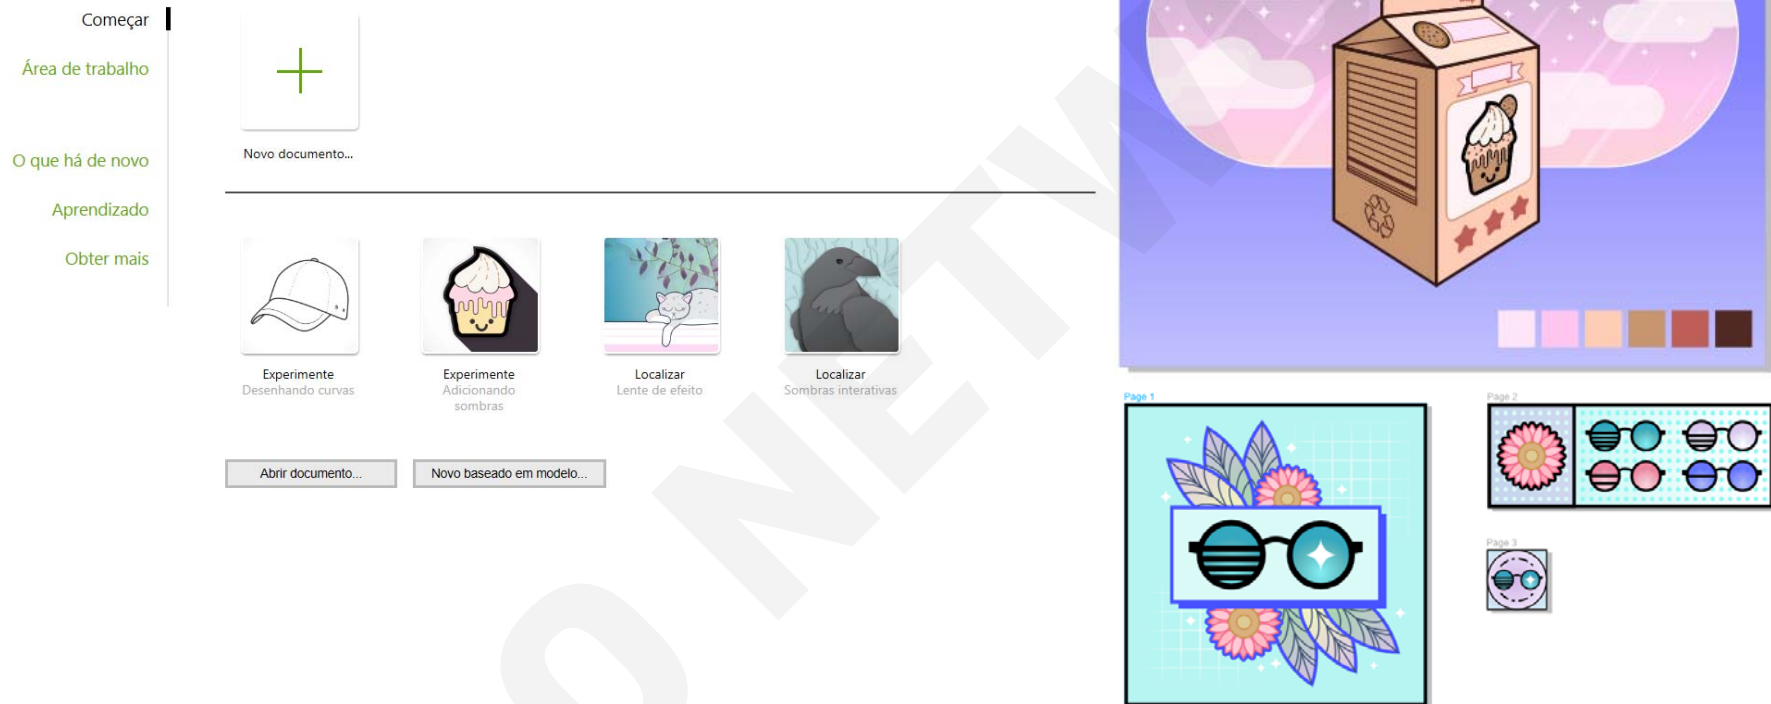 Começar
Área de trabalho
O que há de novo
Aprendizado
Obter mais
Novo documento...
Experimente
Desenhando curvas
Experimente
Adicionando
sombras
Localizar
Lente de efeito
Localizar
Sombras interativas
Abrir documento...
Novo baseado em modelo...
Page 1
Page 2
Page 3
O NETW